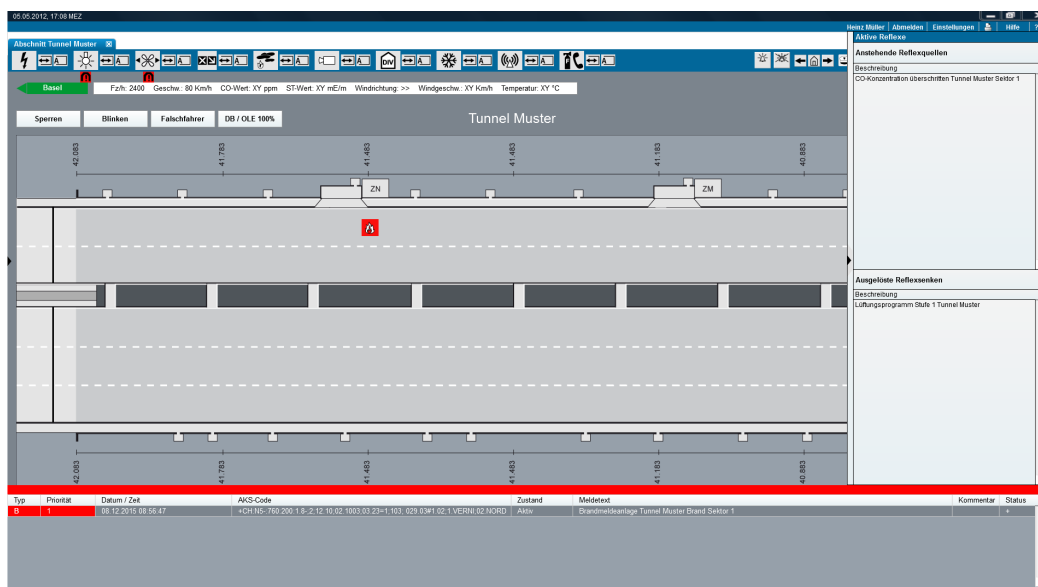 05.05.2012, 17:08 MEZ
Heinz Müller | Abmelden | Einstellungen | Hilfe | ?
Abschnitt Tunnel Muster
Aktive Reflexe
A A A A A A DIV A A A A
Anstehende Reflexquellen
Beschreibung
CO-Konzentration überschritten Tunnel Muster Sektor 1
Basel Fz/h: 2400 Geschw.: 80 Km/h CO-Wert: XY ppm ST-Wert: XY mE/m Windrichtung: >> Windgeschw.: XY Km/h Temperatur: XY °C
Sperren Blinken Falschfahrer DB / OLE 100% Tunnel Muster
42.083 41.783 41.483 41.483 41.183 40.883
ZN ZM
Ausgelöste Reflexsenken
Beschreibung
Lüftungsprogramm Stufe 1 Tunnel Muster
42.083 41.783 41.483 41.483 41.183 40.883
Typ Priorität Datum / Zeit AKS-Code Zustand Meldetext Kommentar Status
B 1 08.12.2015 08:56:47 +CH:N5-:760:200:1.8-;2;12.10;02.1003;03.23=1,103; 029.03#1.02;1.VERNI;02.NORD Aktiv Brandmeldeanlage Tunnel Muster Brand Sektor 1 +